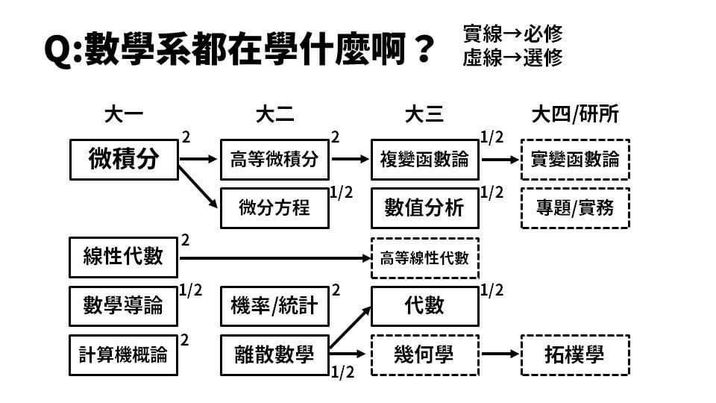 Q:數學系都在學什麼啊？
實線→必修
虛線→選修
大一 大二 大三 大四/研所
微積分 2 高等微積分 2 複變函數論 1/2 實變函數論
微分方程 1/2 數值分析 1/2 專題/實務
線性代數 2 高等線性代數
數學導論 1/2 機率/統計 2 代數 1/2
計算機概論 2 離散數學 1/2 幾何學 拓樸學